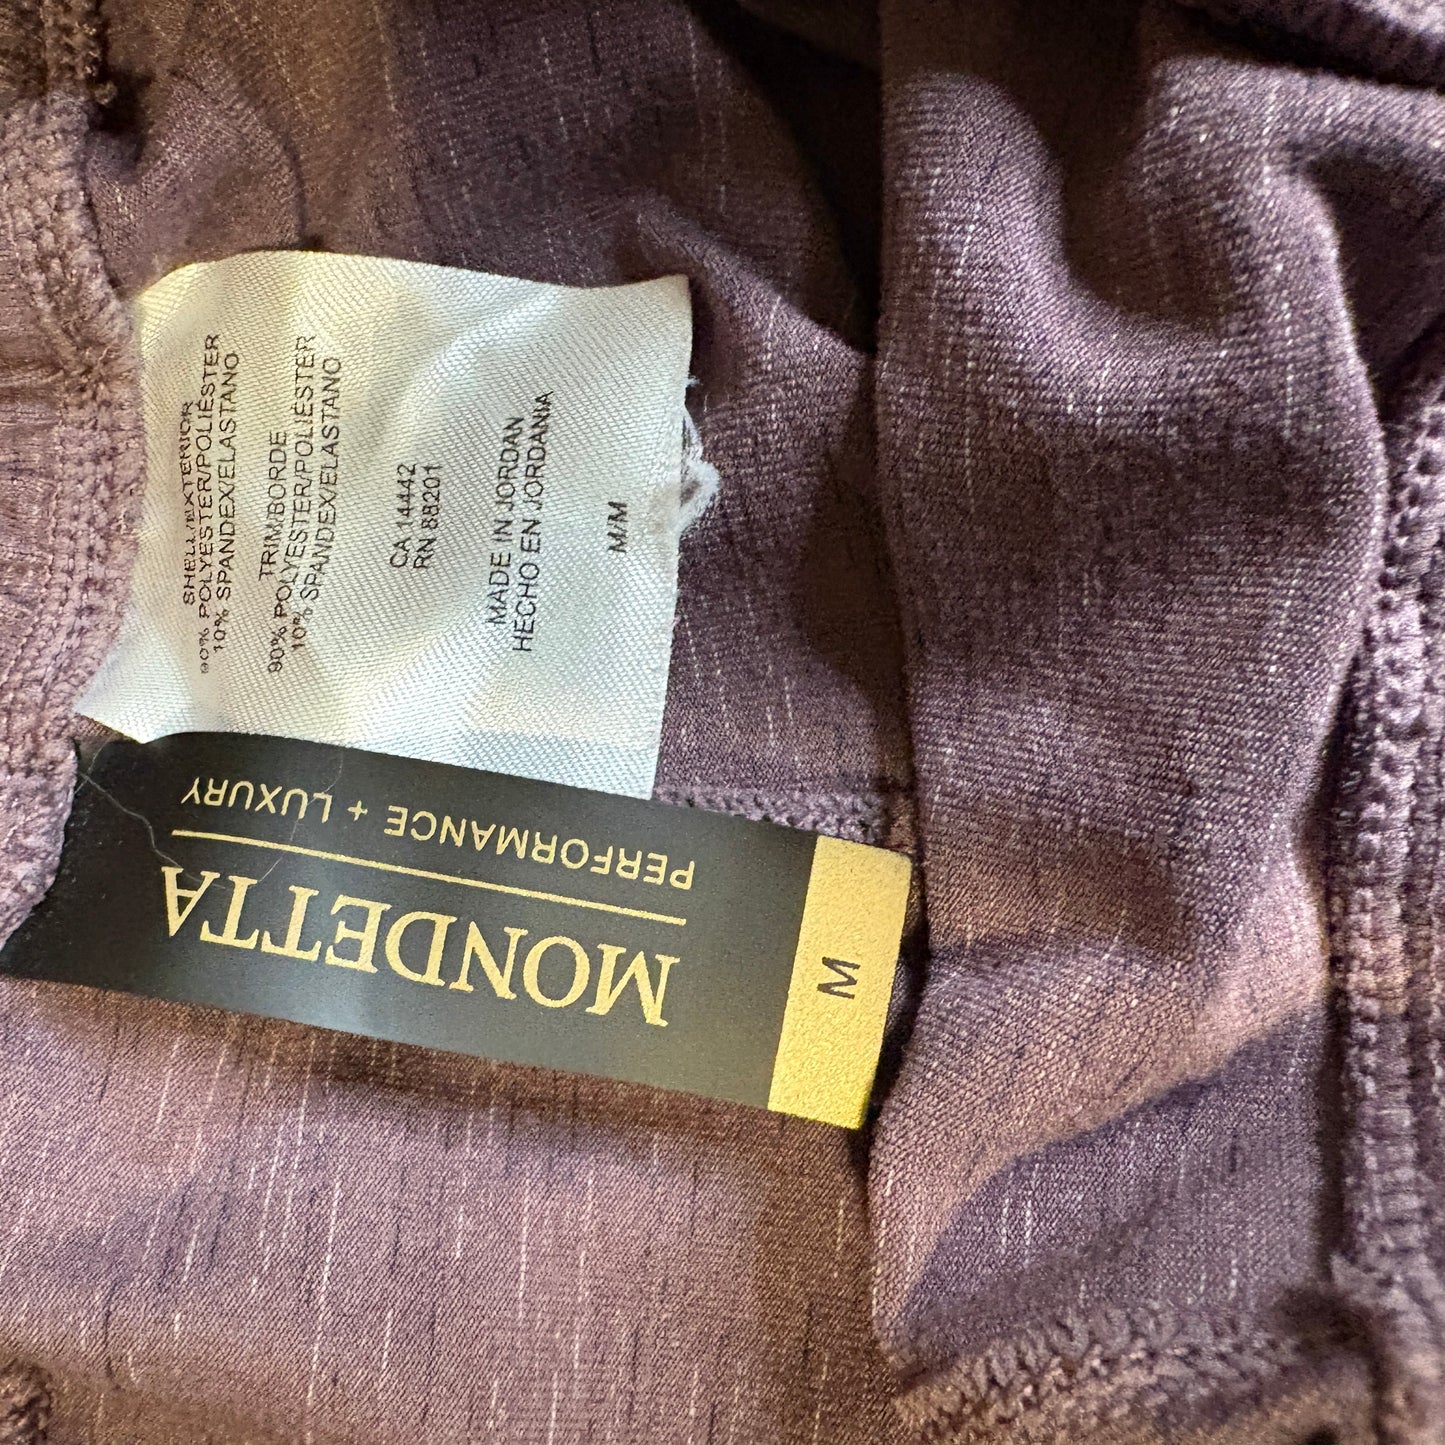 SHELL/EXTERIOR
90% POLYESTER/POLIÉSTER
10% SPANDEX/ELASTANO
TRIM/BORDE
90% POLYESTER/POLIÉSTER
10% SPANDEX/ELASTANO
CA 14442
RN 88201
MADE IN JORDAN
HECHO EN JORDANIA
M/M
MONDETTA
PERFORMANCE + LUXURY
M